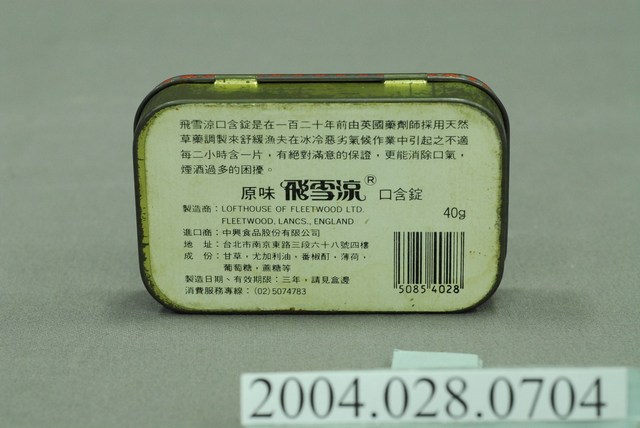 飛雪涼口含錠是在一百二十年前由英國藥劑師採用天然
草藥調製來舒緩漁夫在冰冷惡劣氣候作業中引起之不適
每二小時含一片，有絕對滿意的保證，更能消除口氣，
煙酒過多的困擾。
原味 飛雪涼® 口含錠
製造商：LOFTHOUSE OF FLEETWOOD LTD.
FLEETWOOD, LANCS., ENGLAND
40g
進口商：中興食品股份有限公司
地　址：台北市南京東路三段六十八號四樓
成　份：甘草，尤加利油，番椒酊，薄荷，
葡萄糖，蔗糖等
製造日期、有效期限：三年，請見盒邊
消費服務專線：(02)5074783
5085 4028
2004.028.0704